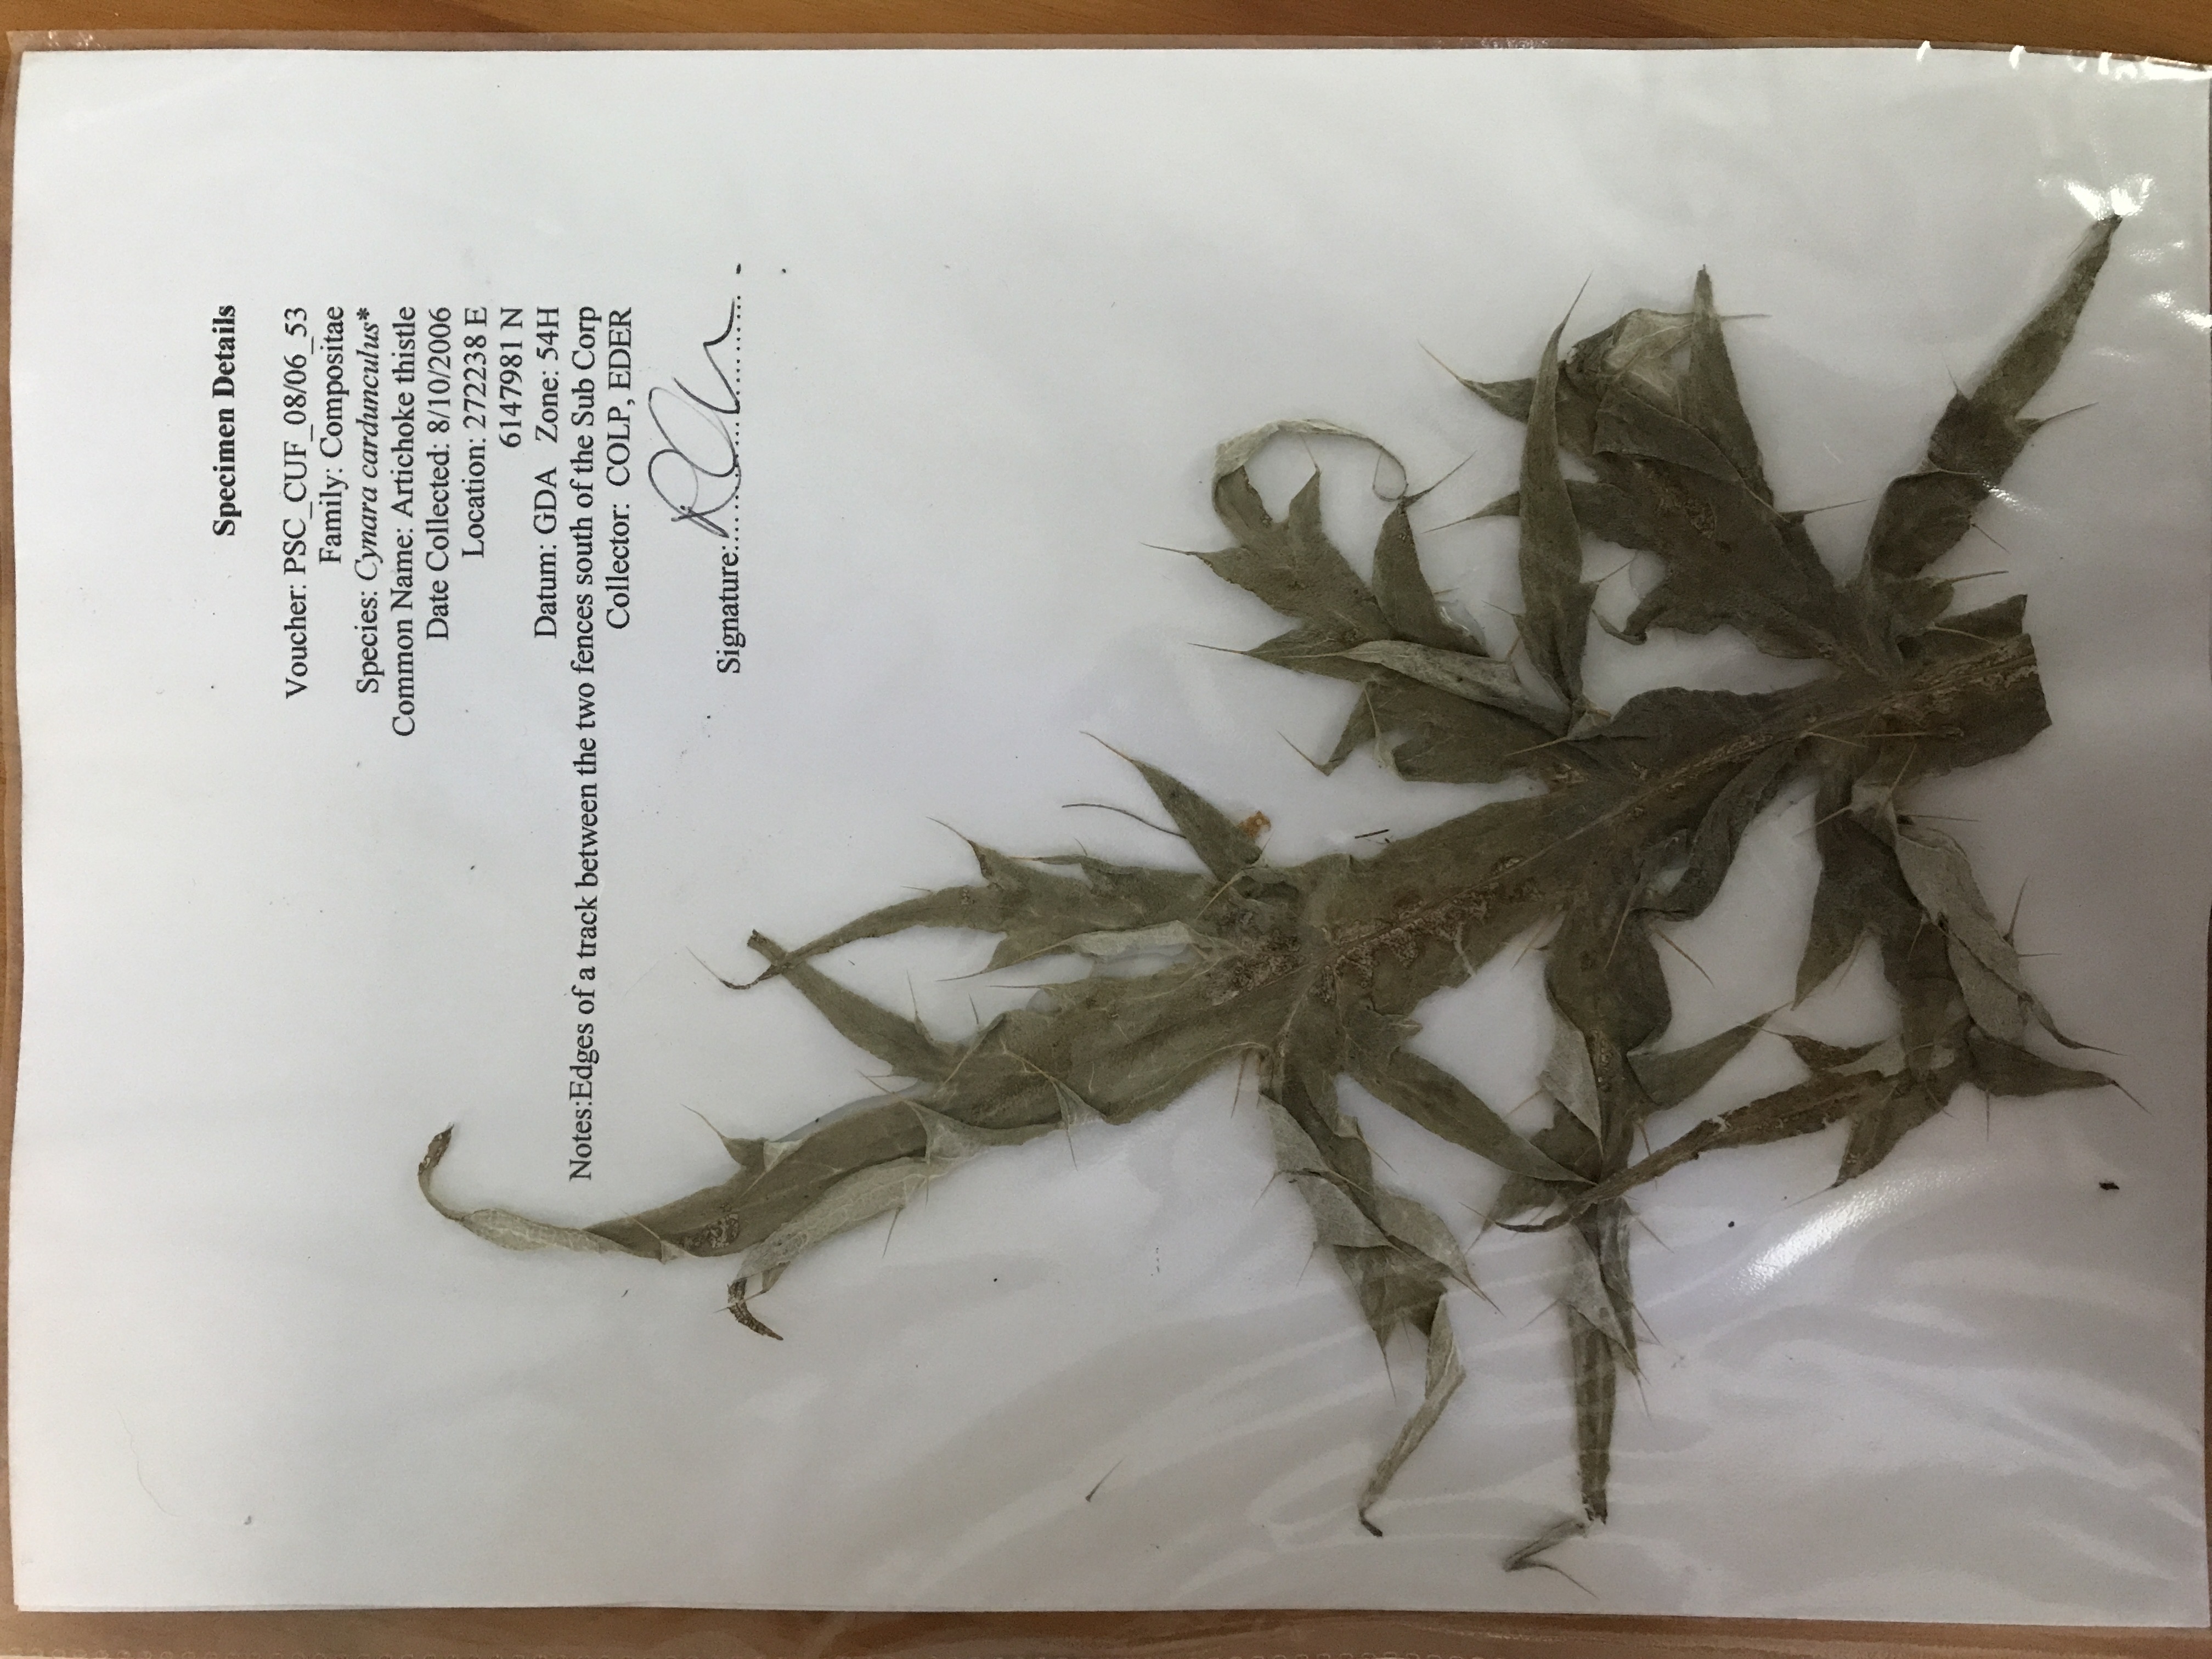 Specimen Details
Voucher: PSC_CUF_08/06_53
Family: Compositae
Species: Cynara cardunculus*
Common Name: Artichoke thistle
Date Collected: 8/10/2006
Location: 272238 E
6147981 N
Datum: GDA Zone: 54H
Notes:Edges of a track between the two fences south of the Sub Corp
Collector: COLP, EDER
Signature:........................ .